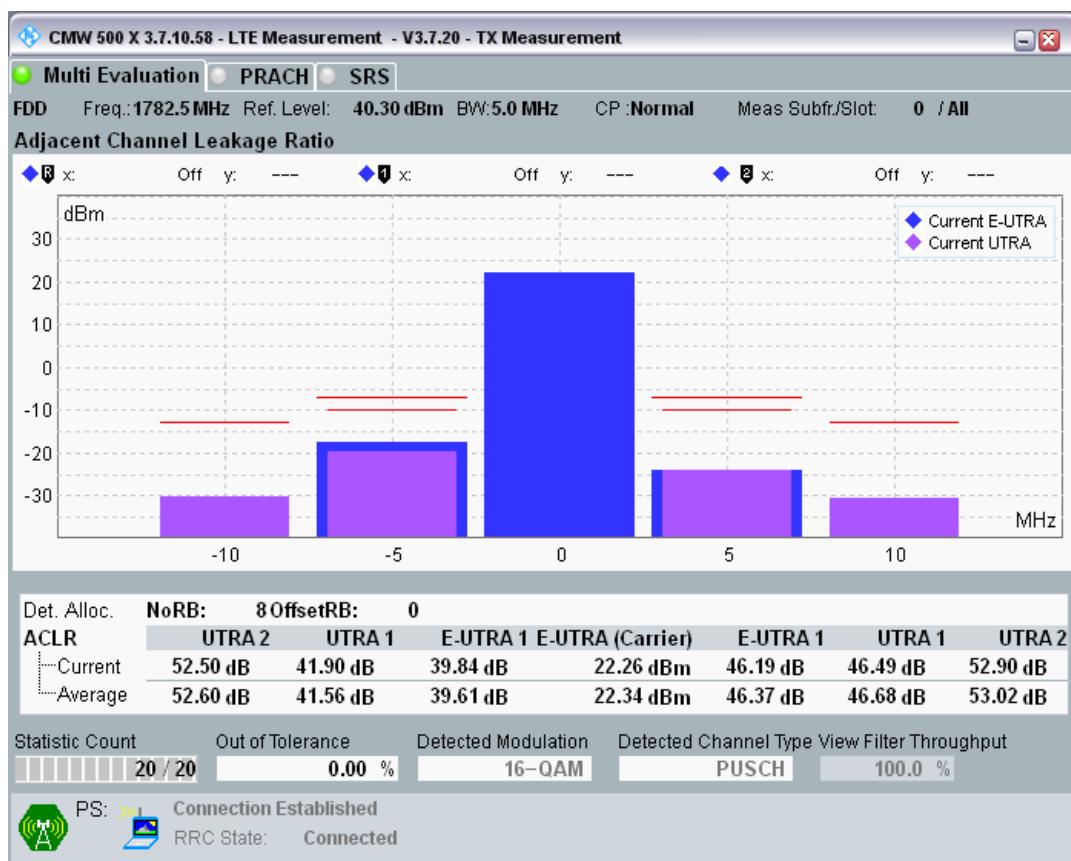 CMW 500 X 3.7.10.58 - LTE Measurement - V3.7.20 - TX Measurement
Multi Evaluation PRACH SRS
FDD Freq.: 1782.5 MHz Ref. Level: 40.30 dBm BW: 5.0 MHz CP : Normal Meas Subfr./Slot: 0 / All
Adjacent Channel Leakage Ratio
R x: Off y: --- 1 x: Off y: --- 2 x: Off y: ---
dBm
Current E-UTRA
Current UTRA
30
20
10
0
-10
-20
-30
MHz
-10 -5 0 5 10
Det. Alloc. NoRB: 8 OffsetRB: 0
ACLR UTRA 2 UTRA 1 E-UTRA 1 E-UTRA (Carrier) E-UTRA 1 UTRA 1 UTRA 2
Current 52.50 dB 41.90 dB 39.84 dB 22.26 dBm 46.19 dB 46.49 dB 52.90 dB
Average 52.60 dB 41.56 dB 39.61 dB 22.34 dBm 46.37 dB 46.68 dB 53.02 dB
Statistic Count Out of Tolerance Detected Modulation Detected Channel Type View Filter Throughput
20 / 20 0.00 % 16-QAM PUSCH 100.0 %
PS: Connection Established
RRC State: Connected